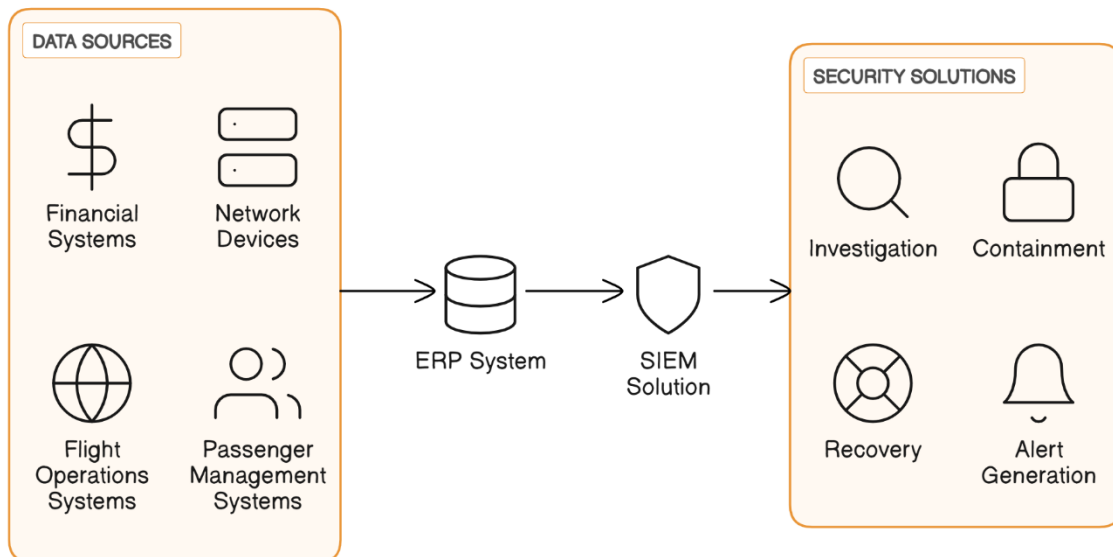 DATA SOURCES
Financial
Systems
Network
Devices
Flight
Operations
Systems
Passenger
Management
Systems
ERP System
SIEM
Solution
SECURITY SOLUTIONS
Investigation
Containment
Recovery
Alert
Generation